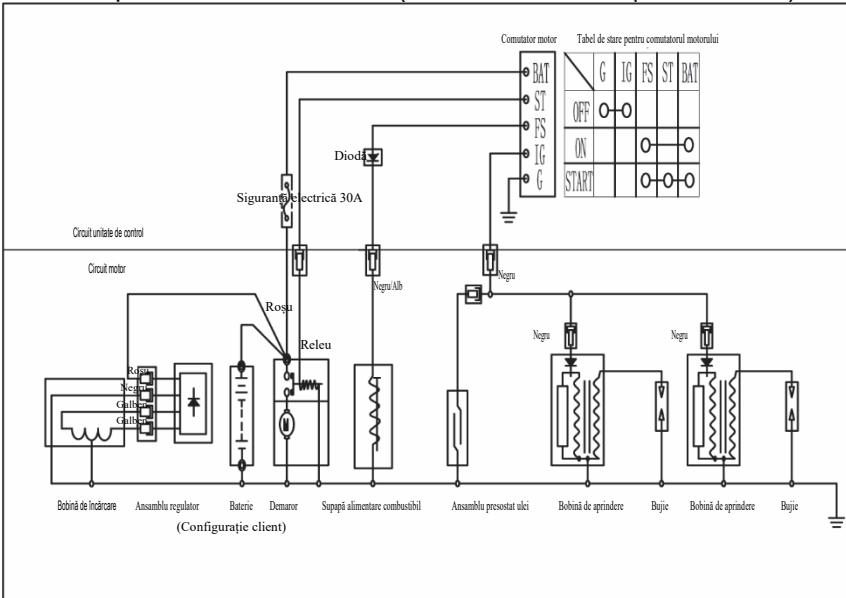 Comutator motor
Tabel de stare pentru comutatorul motorului
BAT
ST
FS
IG
G
G IG FS ST BAT
OFF
ON
START
Diodă
Siguranță electrică 30A
Circuit unitate de control
Circuit motor
Negru/Alb
Negru
Roșu
Releu
Negru
Negru
Roșu
Negru
Galben
Galben
M
Bobină de încărcare
Ansamblu regulator
Baterie
Demaror
Supapă alimentare combustibil
Ansamblu presostat ulei
Bobină de aprindere
Bujie
Bobină de aprindere
Bujie
(Configurație client)